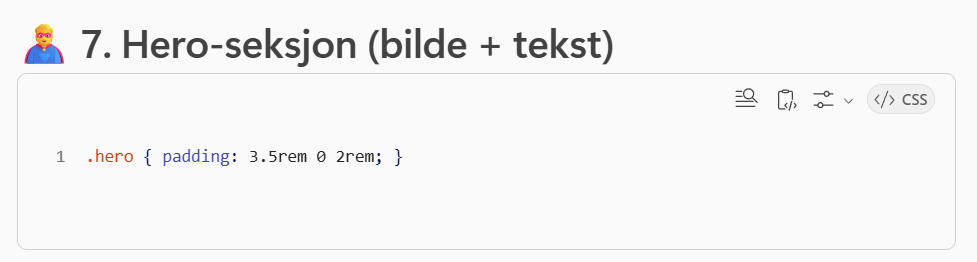 7. Hero-seksjon (bilde + tekst)
</> CSS
1 .hero { padding: 3.5rem 0 2rem; }